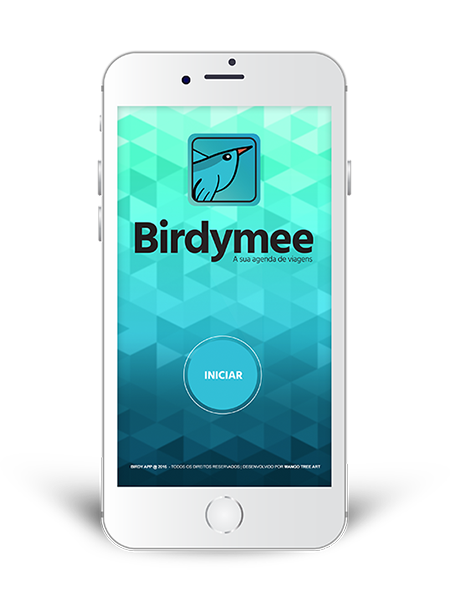 Birdymee
A sua agenda de viagens
INICIAR
BIRDY APP @ 2016 - TODOS OS DIREITOS RESERVADOS | DESENVOLVIDO POR MANGO TREE ART